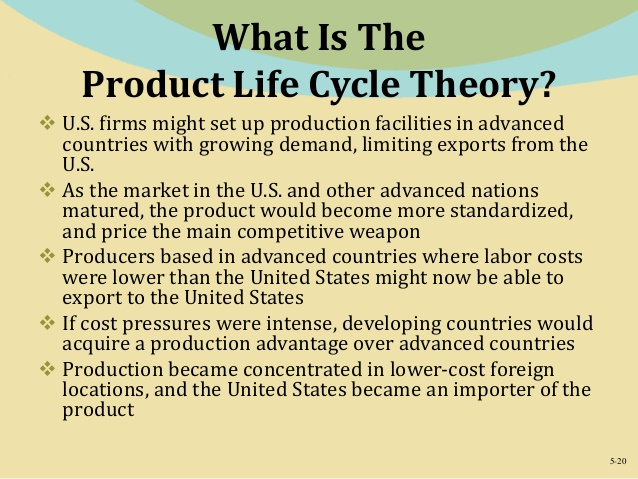 What Is The
Product Life Cycle Theory?
❖ U.S. firms might set up production facilities in advanced
countries with growing demand, limiting exports from the
U.S.
❖ As the market in the U.S. and other advanced nations
matured, the product would become more standardized,
and price the main competitive weapon
❖ Producers based in advanced countries where labor costs
were lower than the United States might now be able to
export to the United States
❖ If cost pressures were intense, developing countries would
acquire a production advantage over advanced countries
❖ Production became concentrated in lower-cost foreign
locations, and the United States became an importer of the
product
5-20